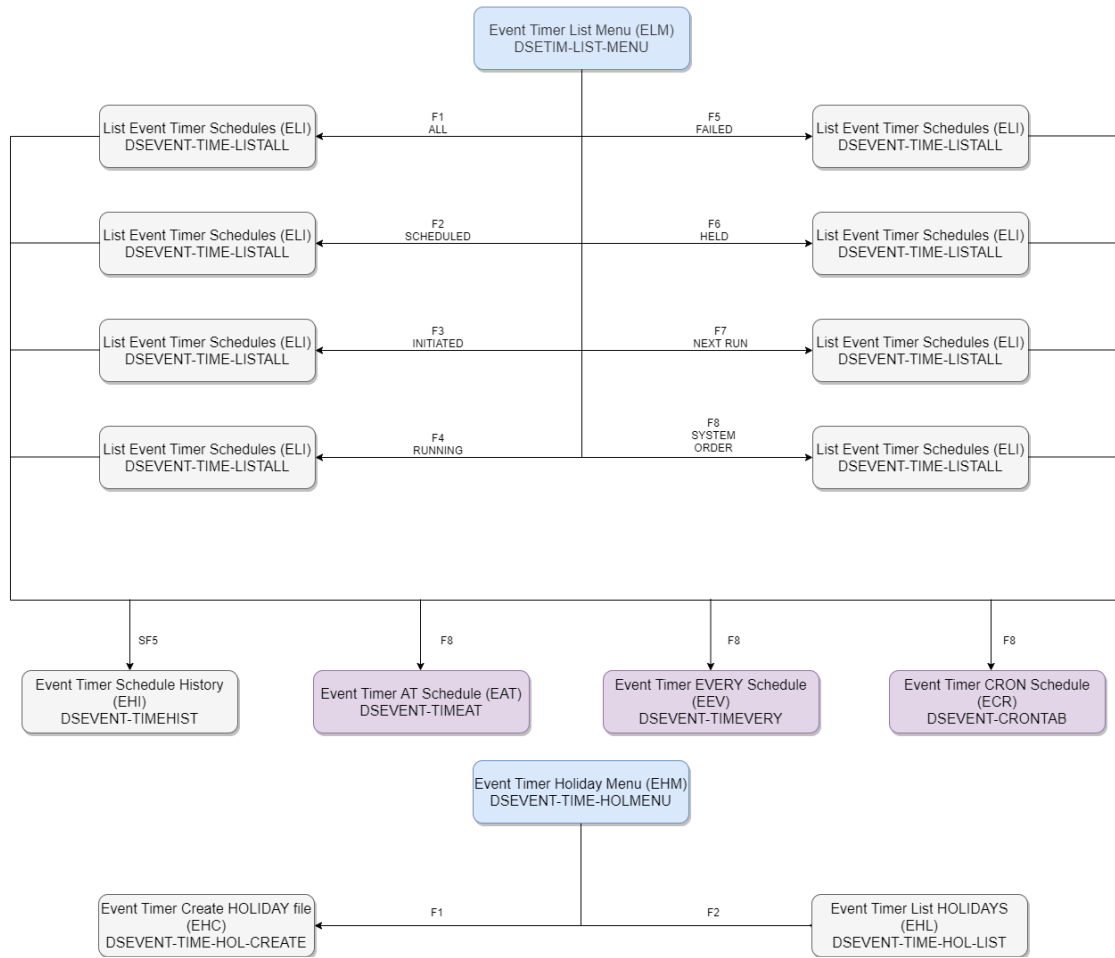 Event Timer List Menu (ELM)
DSETIM-LIST-MENU
List Event Timer Schedules (ELI)
DSEVENT-TIME-LISTALL
F1
ALL
F5
FAILED
List Event Timer Schedules (ELI)
DSEVENT-TIME-LISTALL
List Event Timer Schedules (ELI)
DSEVENT-TIME-LISTALL
F2
SCHEDULED
F6
HELD
List Event Timer Schedules (ELI)
DSEVENT-TIME-LISTALL
List Event Timer Schedules (ELI)
DSEVENT-TIME-LISTALL
F3
INITIATED
F7
NEXT RUN
List Event Timer Schedules (ELI)
DSEVENT-TIME-LISTALL
List Event Timer Schedules (ELI)
DSEVENT-TIME-LISTALL
F4
RUNNING
F8
SYSTEM
ORDER
List Event Timer Schedules (ELI)
DSEVENT-TIME-LISTALL
SF5
F8
F8
F8
Event Timer Schedule History
(EHI)
DSEVENT-TIMEHIST
Event Timer AT Schedule (EAT)
DSEVENT-TIMEAT
Event Timer EVERY Schedule
(EEV)
DSEVENT-TIMEVERY
Event Timer CRON Schedule
(ECR)
DSEVENT-CRONTAB
Event Timer Holiday Menu (EHM)
DSEVENT-TIME-HOLMENU
Event Timer Create HOLIDAY file
(EHC)
DSEVENT-TIME-HOL-CREATE
F1
F2
Event Timer List HOLIDAYS
(EHL)
DSEVENT-TIME-HOL-LIST